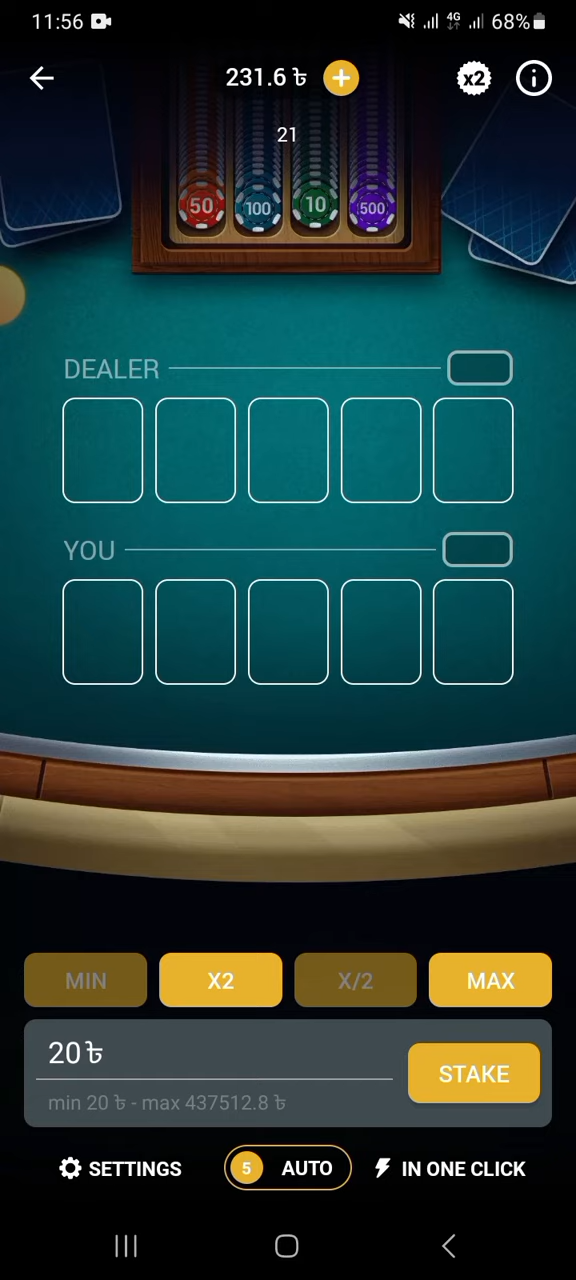 11:56 4G 68%
231.6 ৳ x2
21
50 100 10 500
DEALER
YOU
MIN X2 X/2 MAX
20 ৳
STAKE
min 20 ৳ - max 437512.8 ৳
SETTINGS 5 AUTO IN ONE CLICK